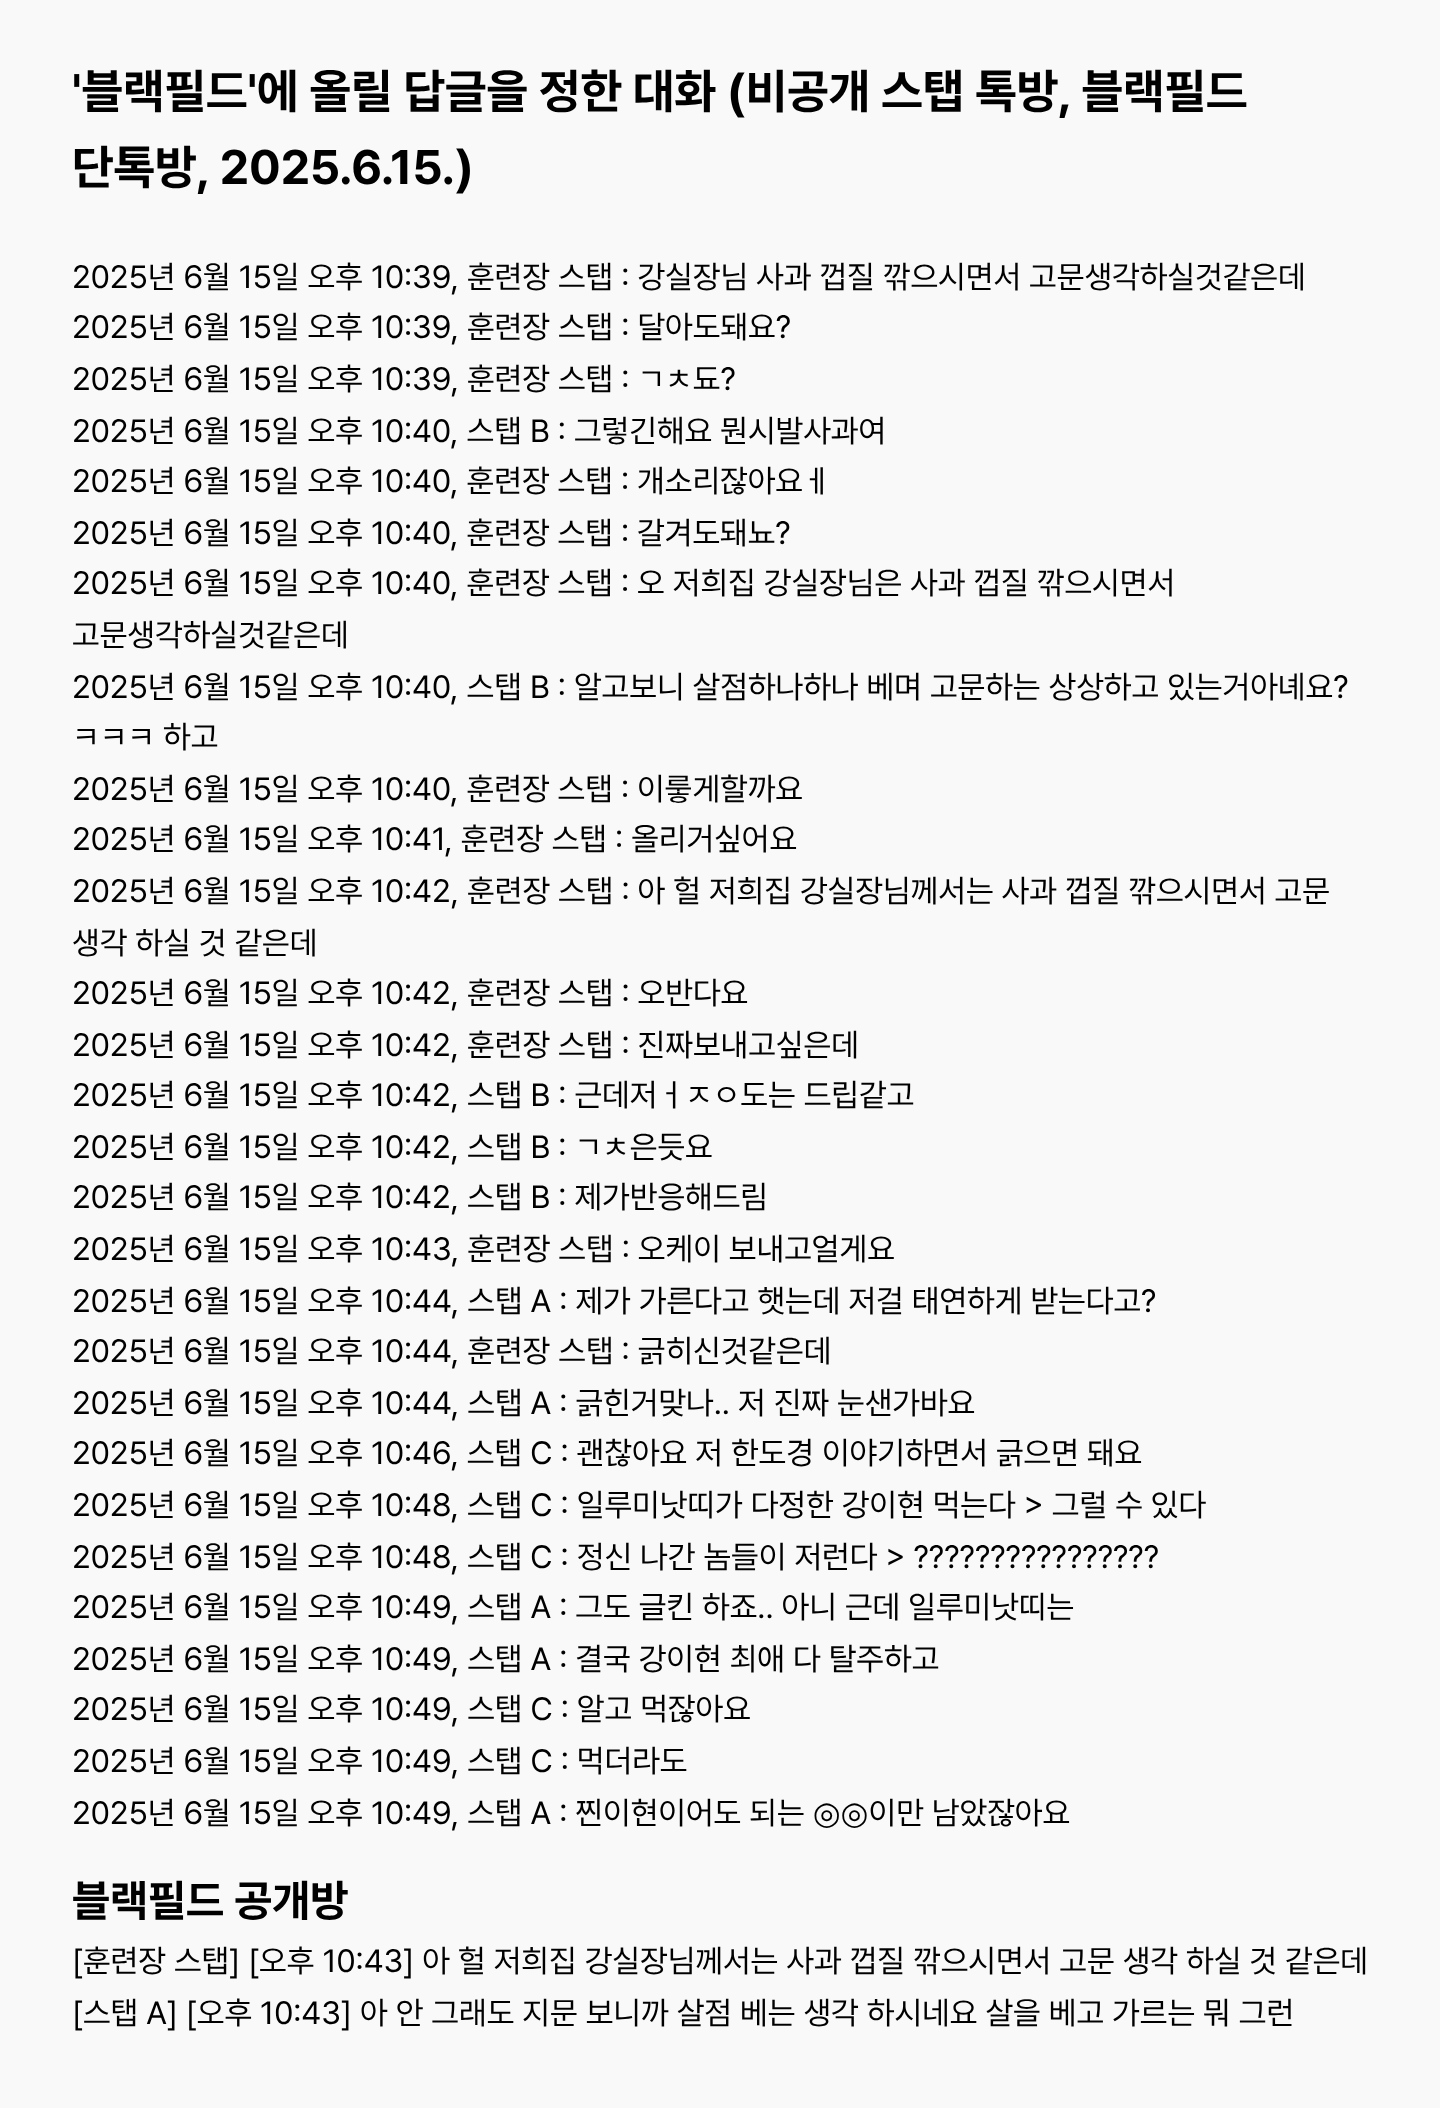 '블랙필드'에 올릴 답글을 정한 대화 (비공개 스탭 톡방, 블랙필드
단톡방, 2025.6.15.)
2025년 6월 15일 오후 10:39, 훈련장 스탭 : 강실장님 사과 껍질 깎으시면서 고문생각하실것같은데
2025년 6월 15일 오후 10:39, 훈련장 스탭 : 달아도돼요?
2025년 6월 15일 오후 10:39, 훈련장 스탭 : ㄱㅊ됴?
2025년 6월 15일 오후 10:40, 스탭 B : 그렇긴해요 뭔시발사과여
2025년 6월 15일 오후 10:40, 훈련장 스탭 : 개소리잖아요ㅔ
2025년 6월 15일 오후 10:40, 훈련장 스탭 : 갈겨도돼뇨?
2025년 6월 15일 오후 10:40, 훈련장 스탭 : 오 저희집 강실장님은 사과 껍질 깎으시면서
고문생각하실것같은데
2025년 6월 15일 오후 10:40, 스탭 B : 알고보니 살점하나하나 베며 고문하는 상상하고 있는거아녜요?
ㅋㅋㅋ 하고
2025년 6월 15일 오후 10:40, 훈련장 스탭 : 이뤃게할까요
2025년 6월 15일 오후 10:41, 훈련장 스탭 : 올리거싶어요
2025년 6월 15일 오후 10:42, 훈련장 스탭 : 아 헐 저희집 강실장님께서는 사과 껍질 깎으시면서 고문
생각 하실 것 같은데
2025년 6월 15일 오후 10:42, 훈련장 스탭 : 오반다요
2025년 6월 15일 오후 10:42, 훈련장 스탭 : 진짜보내고싶은데
2025년 6월 15일 오후 10:42, 스탭 B : 근데저ㅓㅈㅇ도는 드립같고
2025년 6월 15일 오후 10:42, 스탭 B : ㄱㅊ은듯요
2025년 6월 15일 오후 10:42, 스탭 B : 제가반응해드림
2025년 6월 15일 오후 10:43, 훈련장 스탭 : 오케이 보내고얼게요
2025년 6월 15일 오후 10:44, 스탭 A : 제가 가른다고 햇는데 저걸 태연하게 받는다고?
2025년 6월 15일 오후 10:44, 훈련장 스탭 : 긁히신것같은데
2025년 6월 15일 오후 10:44, 스탭 A : 긁힌거맞나.. 저 진짜 눈샌가바요
2025년 6월 15일 오후 10:46, 스탭 C : 괜찮아요 저 한도경 이야기하면서 긁으면 돼요
2025년 6월 15일 오후 10:48, 스탭 C : 일루미낫띠가 다정한 강이현 먹는다 > 그럴 수 있다
2025년 6월 15일 오후 10:48, 스탭 C : 정신 나간 놈들이 저런다 > ????????????????
2025년 6월 15일 오후 10:49, 스탭 A : 그도 글킨 하죠.. 아니 근데 일루미낫띠는
2025년 6월 15일 오후 10:49, 스탭 A : 결국 강이현 최애 다 탈주하고
2025년 6월 15일 오후 10:49, 스탭 C : 알고 먹잖아요
2025년 6월 15일 오후 10:49, 스탭 C : 먹더라도
2025년 6월 15일 오후 10:49, 스탭 A : 찐이현이어도 되는 ◎◎이만 남았잖아요
블랙필드 공개방
[훈련장 스탭] [오후 10:43] 아 헐 저희집 강실장님께서는 사과 껍질 깎으시면서 고문 생각 하실 것 같은데
[스탭 A] [오후 10:43] 아 안 그래도 지문 보니까 살점 베는 생각 하시네요 살을 베고 가르는 뭐 그런